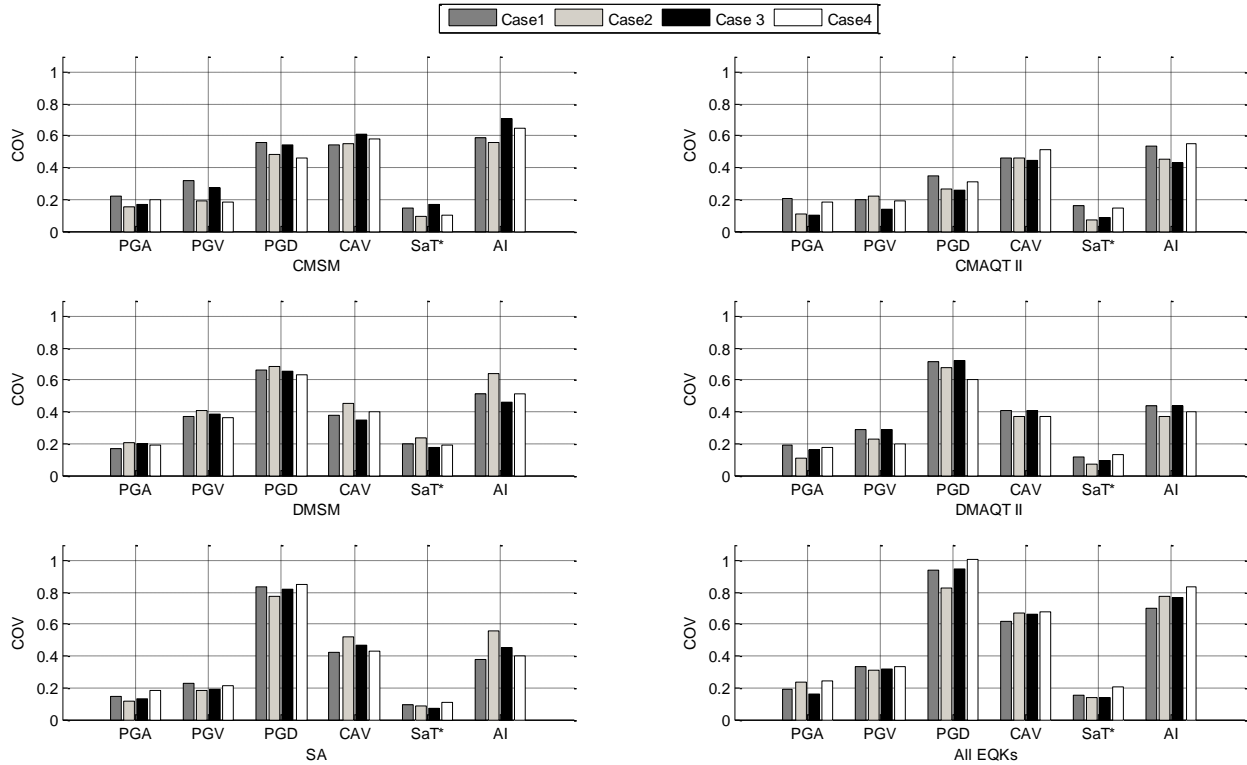 Case1 Case2 Case 3 Case4
COV
1
0.8
0.6
0.4
0.2
0
PGA PGV PGD CAV SaT* AI
CMSM
COV
1
0.8
0.6
0.4
0.2
0
PGA PGV PGD CAV SaT* AI
CMAQT II
COV
1
0.8
0.6
0.4
0.2
0
PGA PGV PGD CAV SaT* AI
DMSM
COV
1
0.8
0.6
0.4
0.2
0
PGA PGV PGD CAV SaT* AI
DMAQT II
COV
1
0.8
0.6
0.4
0.2
0
PGA PGV PGD CAV SaT* AI
SA
COV
1
0.8
0.6
0.4
0.2
0
PGA PGV PGD CAV SaT* AI
All EQKs